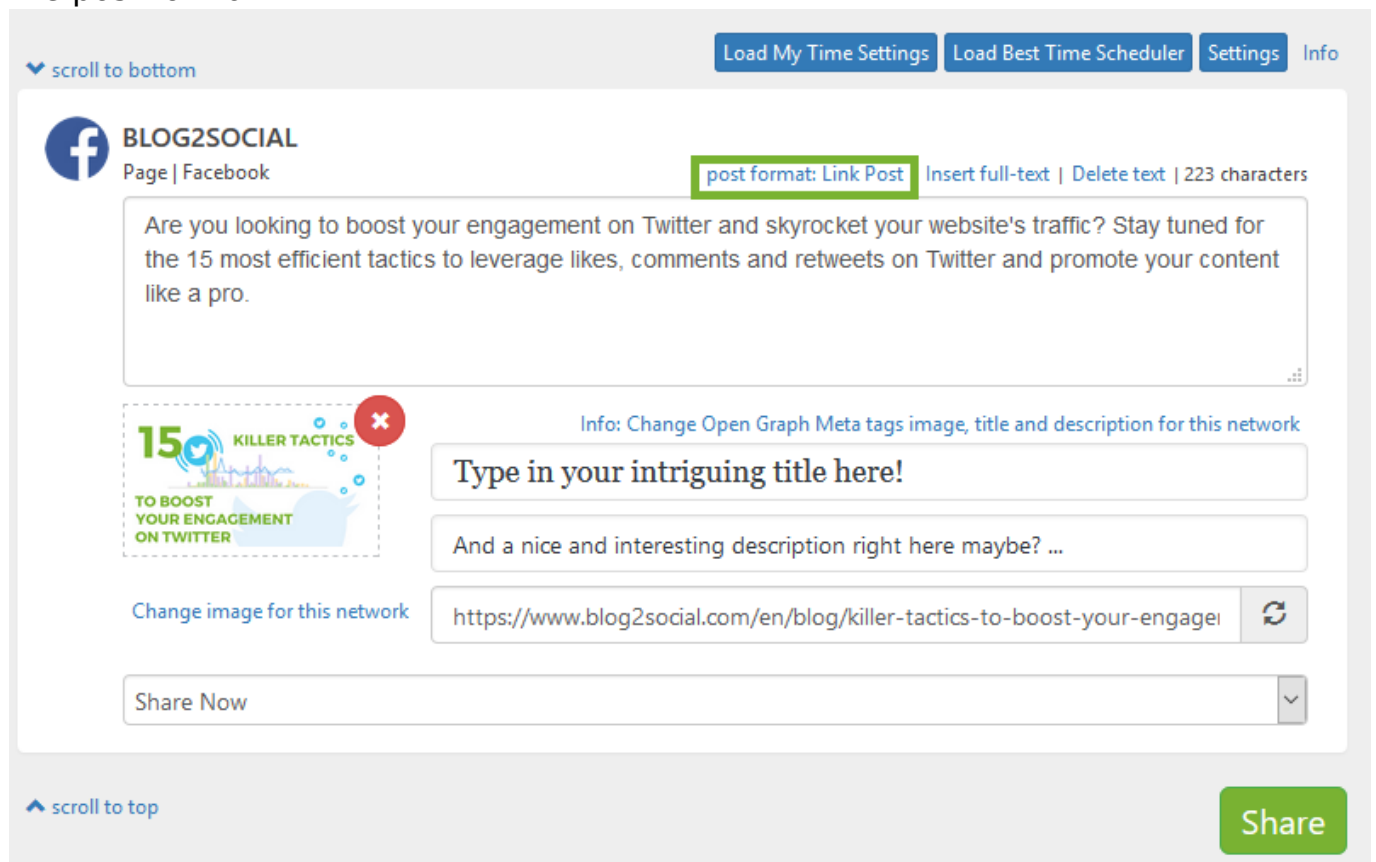 Load My Time Settings Load Best Time Scheduler Settings Info
scroll to bottom
BLOG2SOCIAL
Page | Facebook
post format: Link Post Insert full-text | Delete text | 223 characters
Are you looking to boost your engagement on Twitter and skyrocket your website's traffic? Stay tuned for
the 15 most efficient tactics to leverage likes, comments and retweets on Twitter and promote your content
like a pro.
15 KILLER TACTICS
TO BOOST
YOUR ENGAGEMENT
ON TWITTER
Info: Change Open Graph Meta tags image, title and description for this network
Type in your intriguing title here!
And a nice and interesting description right here maybe? ...
Change image for this network
https://www.blog2social.com/en/blog/killer-tactics-to-boost-your-engage
Share Now
scroll to top
Share